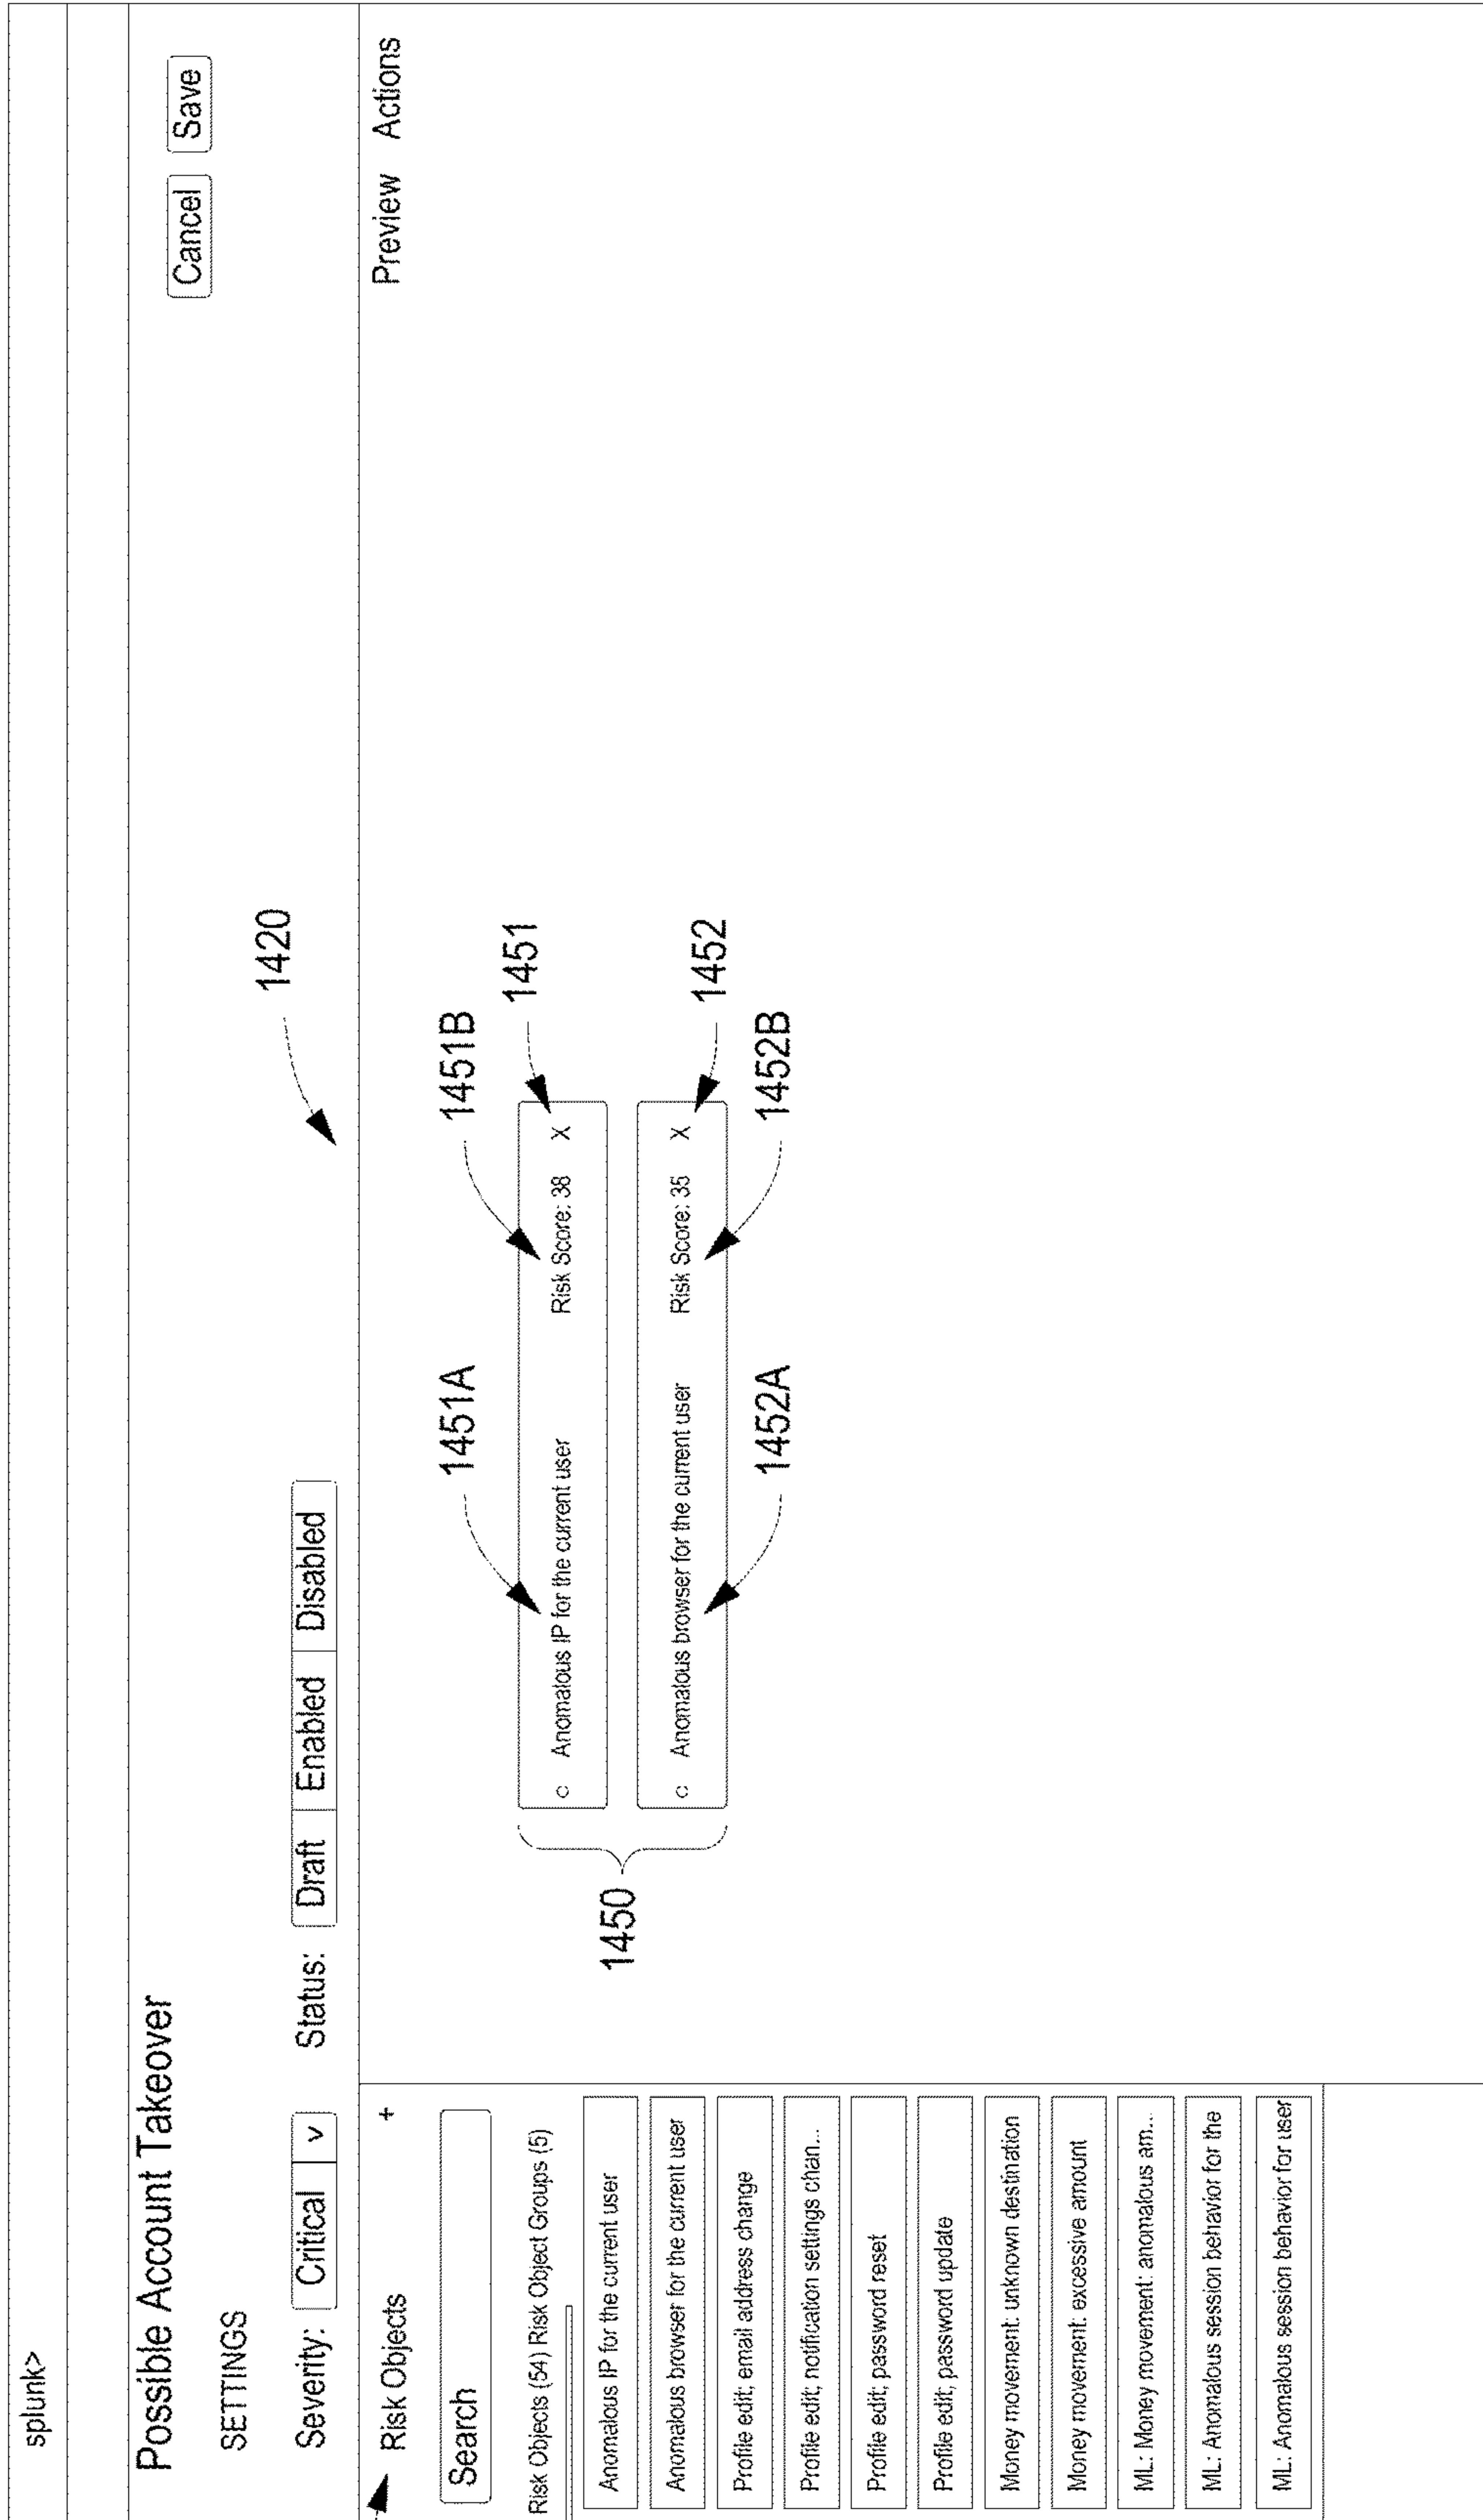 splunk>
Possible Account Takeover
Cancel Save
SETTINGS
Severity: Critical v Status: Draft Enabled Disabled
1420
Risk Objects +
Preview Actions
Search
Risk Objects (54) Risk Object Groups (5)
Anomalous IP for the current user
Anomalous browser for the current user
Profile edit; email address change
Profile edit; notification settings chan...
Profile edit; password reset
Profile edit; password update
Money movement: unknown destination
Money movement: excessive amount
ML: Money movement: anomalous am...
ML: Anomalous session behavior for the
ML: Anomalous session behavior for user
1451A 1451B
1451
Anomalous IP for the current user Risk Score: 38 X
1450
Anomalous browser for the current user Risk Score: 35 X
1452
1452A 1452B